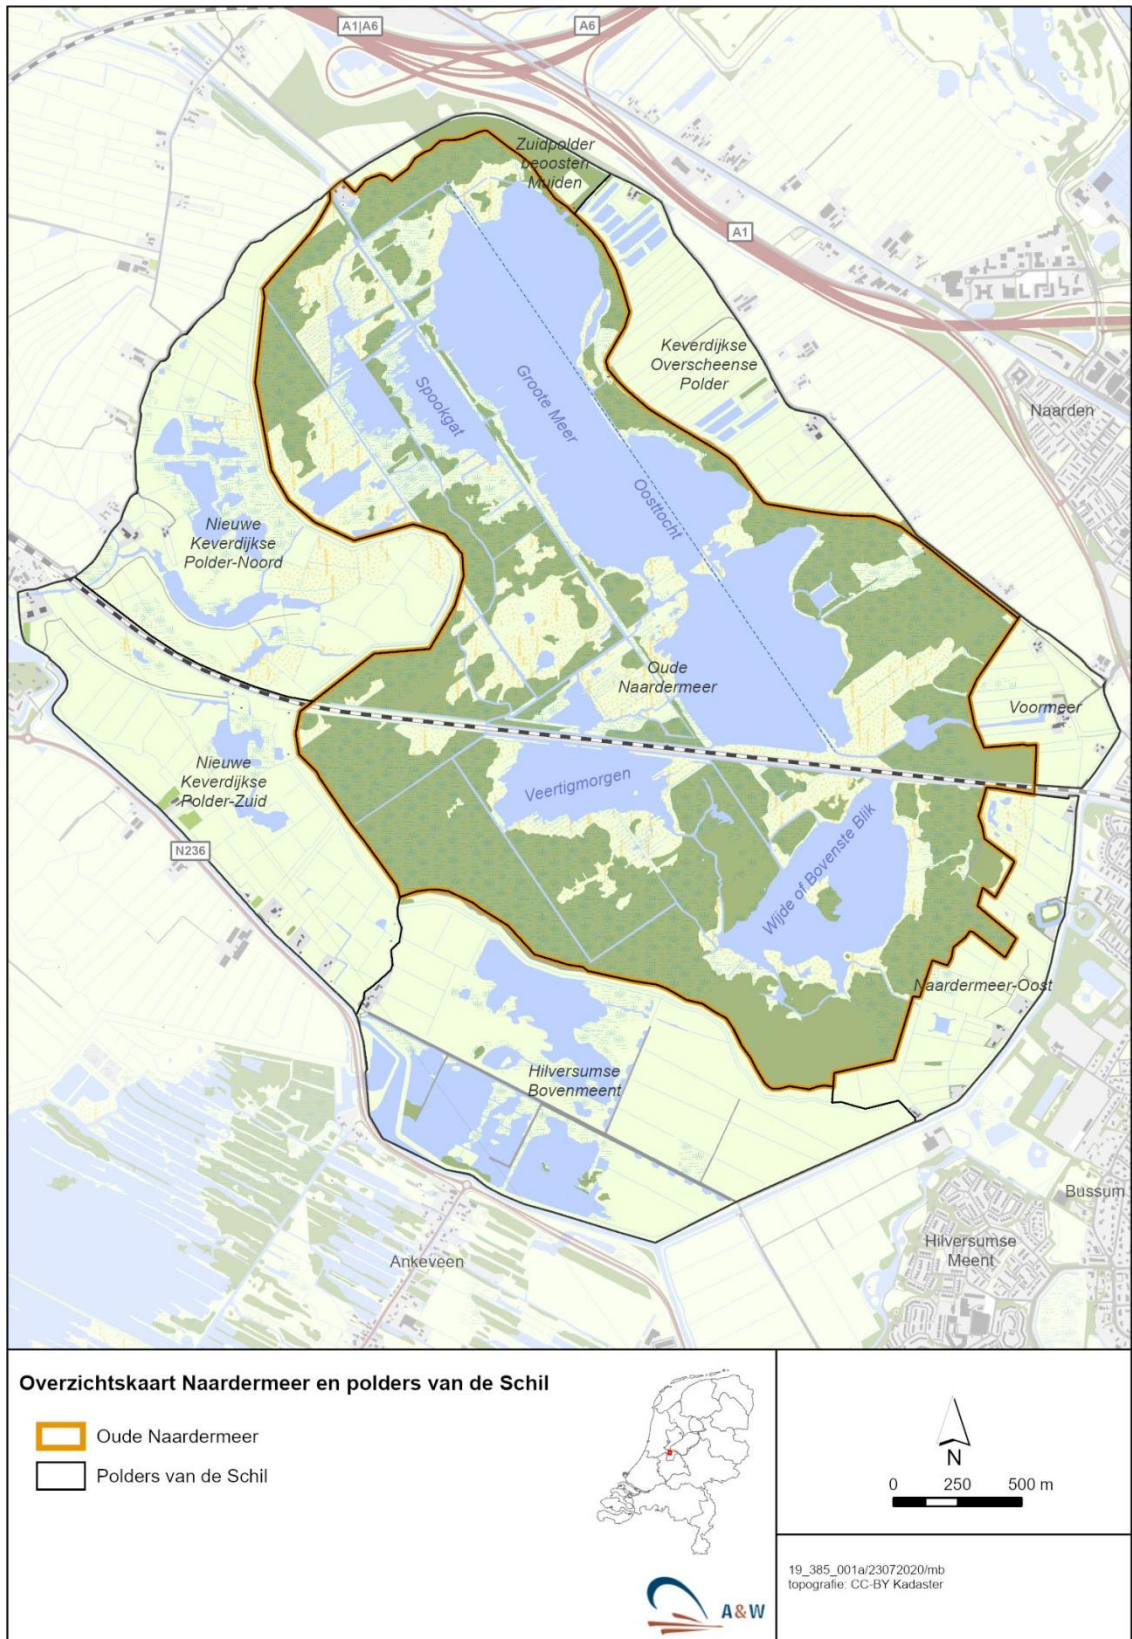 A1|A6
A6
Zuidpolder
beoosten
Muiden
A1
Keverdijkse
Overscheense
Polder
Naarden
Groote Meer
Spookgat
Oosttocht
Nieuwe
Keverdijkse
Polder-Noord
Oude
Naardermeer
Voormeer
Nieuwe
Keverdijkse
Polder-Zuid
Veertigmorgen
N236
Wijde of Bovenste Blik
Naardermeer-Oost
Hilversumse
Bovenmeent
Bussum
Hilversumse
Meent
Ankeveen
Overzichtskaart Naardermeer en polders van de Schil
Oude Naardermeer
Polders van de Schil
N
0 250 500 m
A&W
19_385_001a/23072020/mb
topografie: CC-BY Kadaster